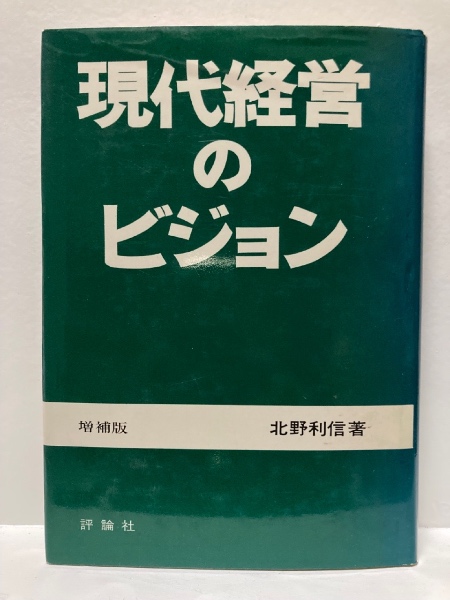 現代経営
の
ビジョン
増補版 北野利信著
評論社